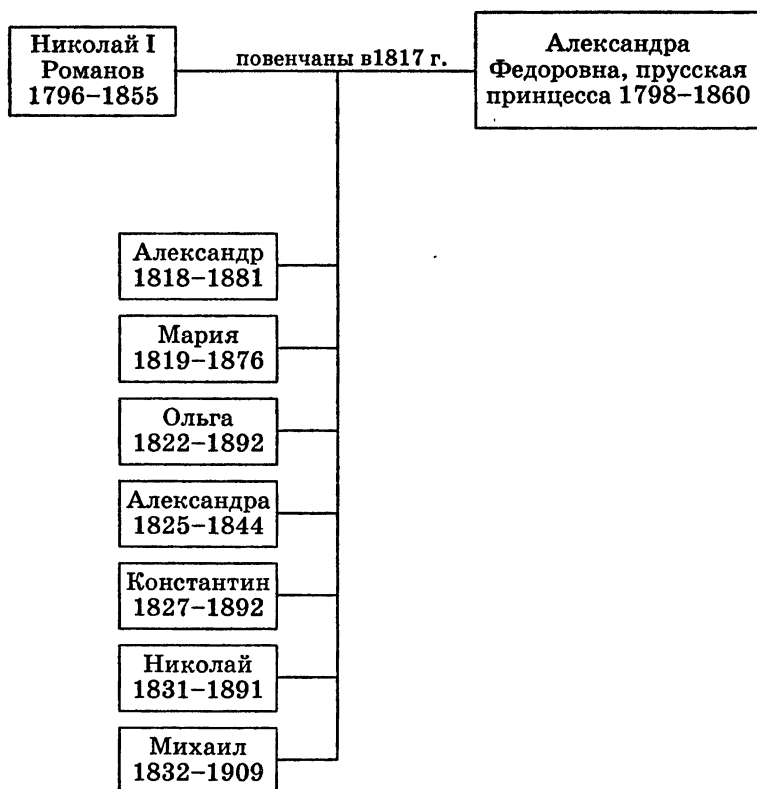 Николай I
Романов
1796–1855
повенчаны в1817 г.
Александра
Федоровна, прусская
принцесса 1798–1860
Александр
1818–1881
Мария
1819–1876
Ольга
1822–1892
Александра
1825–1844
Константин
1827–1892
Николай
1831–1891
Михаил
1832–1909